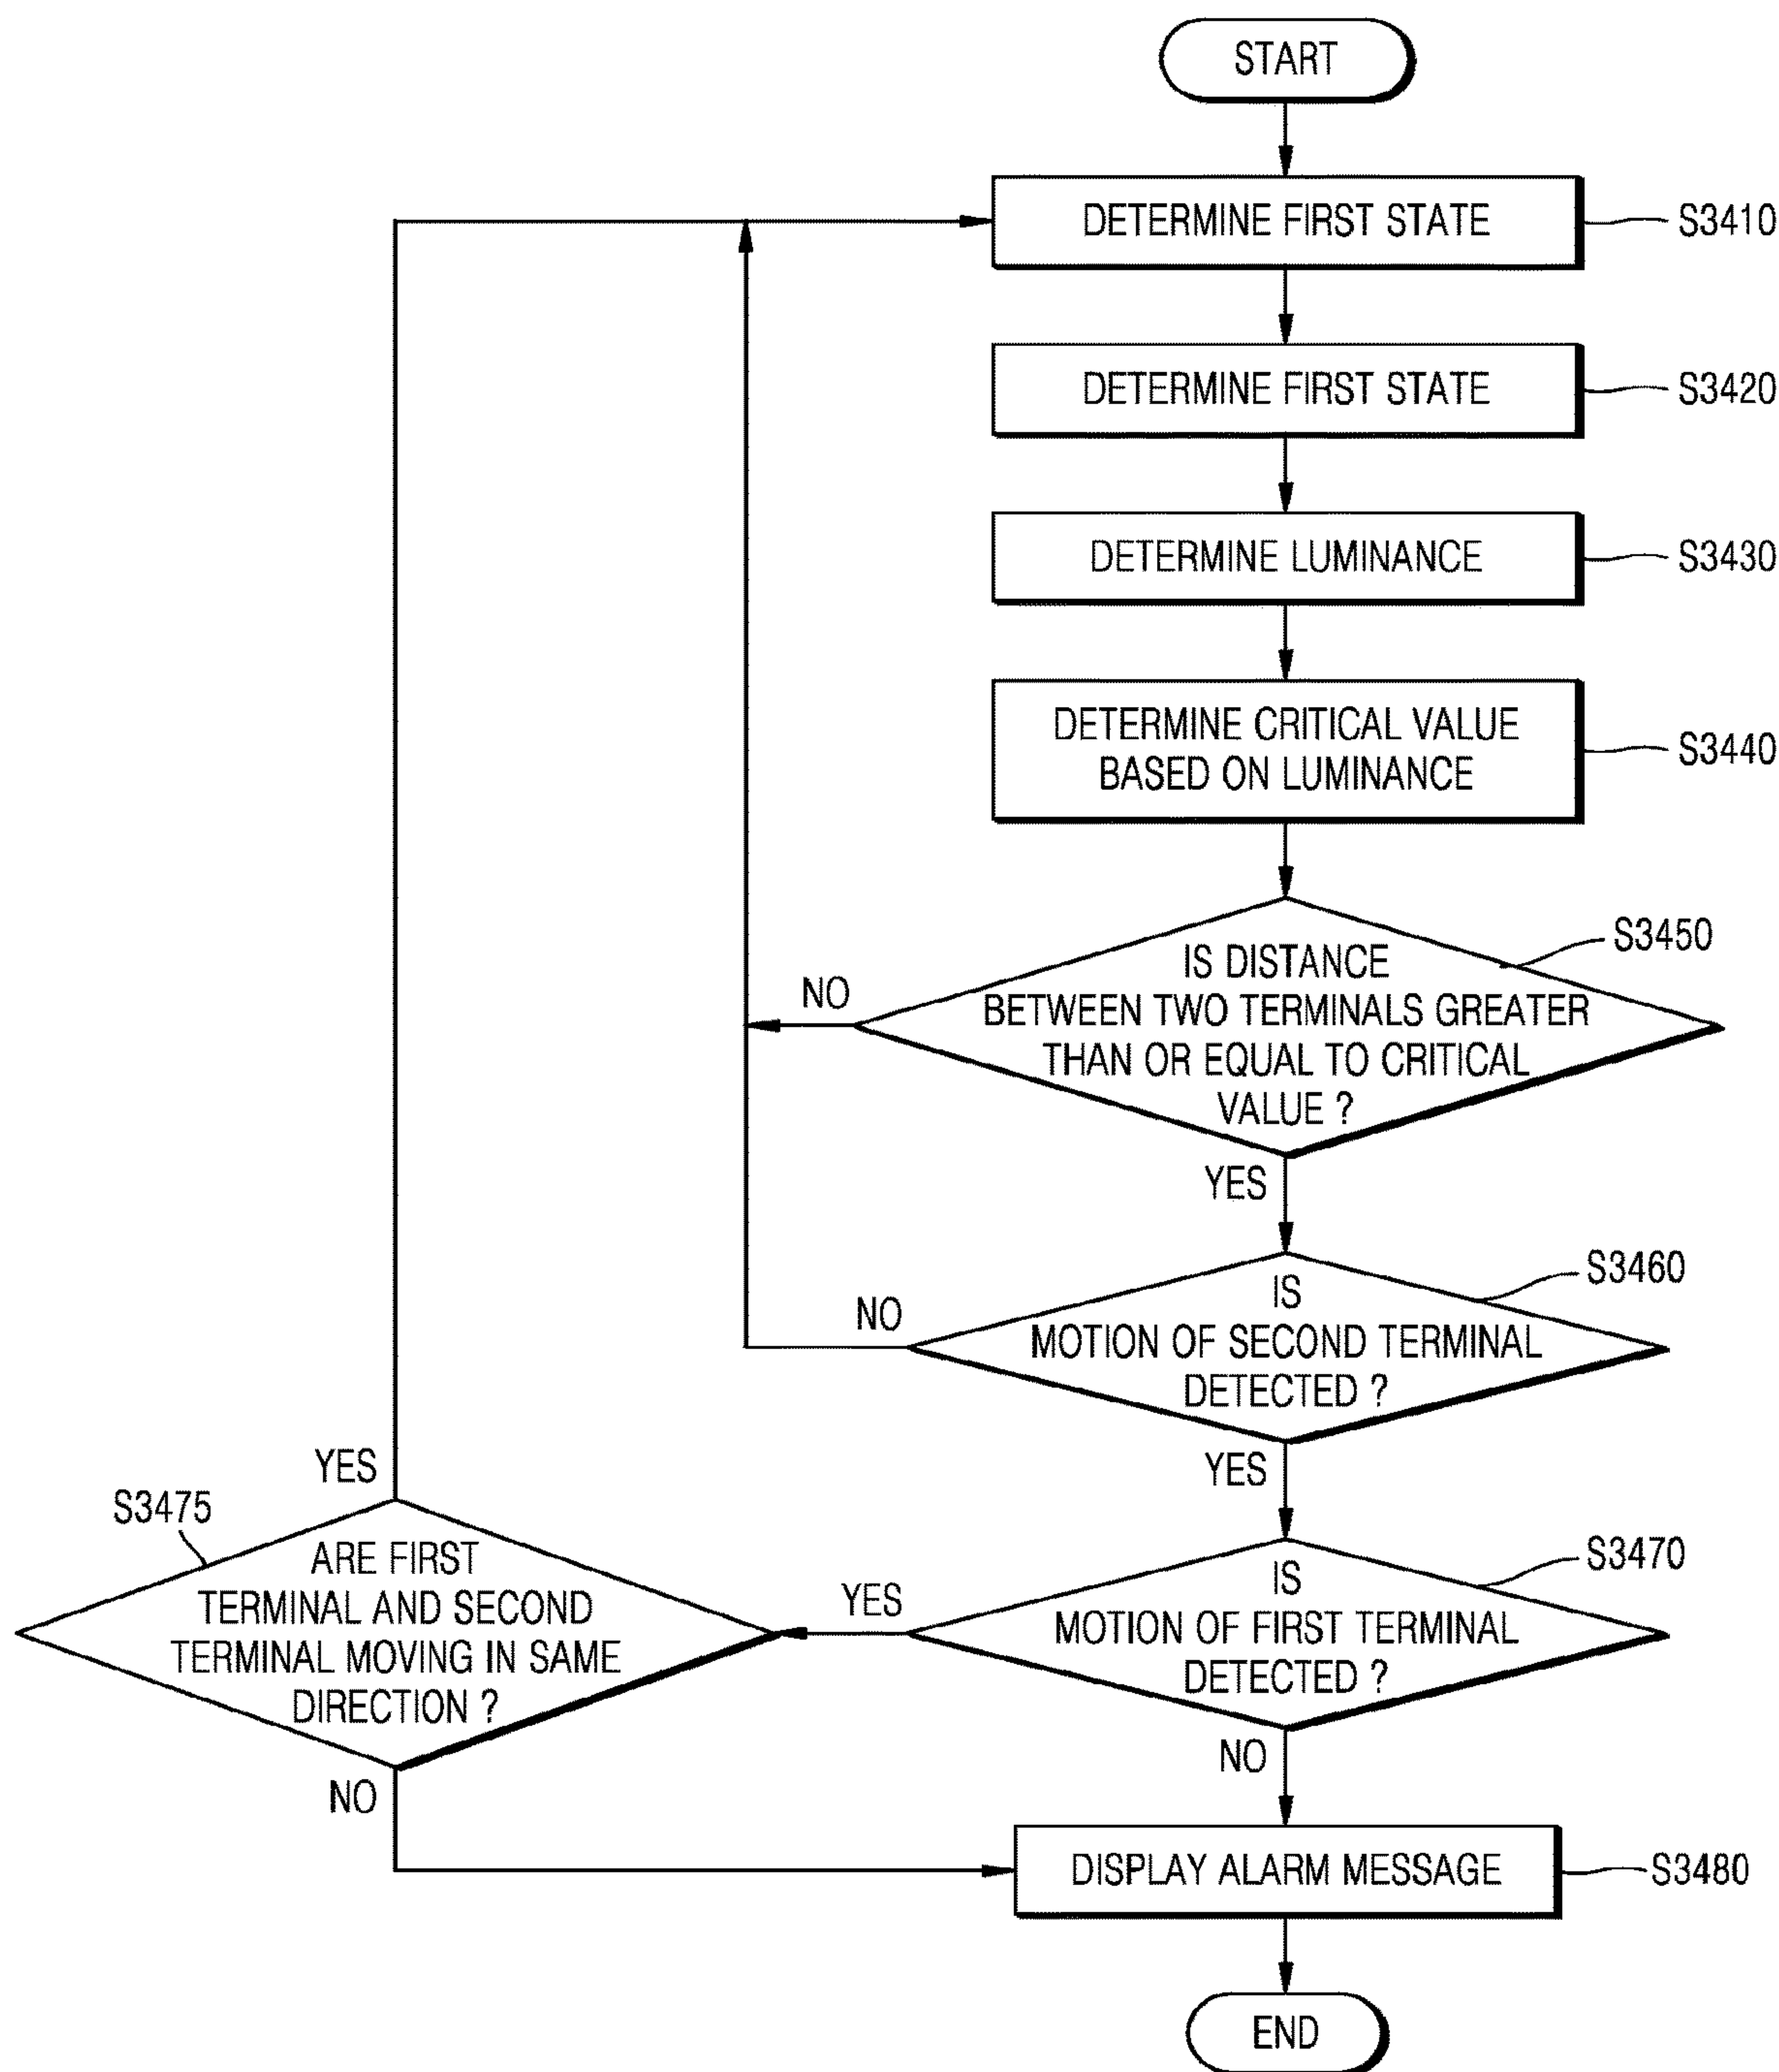 START
DETERMINE FIRST STATE
S3410
DETERMINE FIRST STATE
S3420
DETERMINE LUMINANCE
S3430
DETERMINE CRITICAL VALUE
BASED ON LUMINANCE
S3440
S3450
IS DISTANCE
BETWEEN TWO TERMINALS GREATER
THAN OR EQUAL TO CRITICAL
VALUE ?
NO
YES
S3460
IS
MOTION OF SECOND TERMINAL
DETECTED ?
NO
YES
S3470
IS
MOTION OF FIRST TERMINAL
DETECTED ?
YES
NO
S3475
ARE FIRST
TERMINAL AND SECOND
TERMINAL MOVING IN SAME
DIRECTION ?
YES
NO
DISPLAY ALARM MESSAGE
S3480
END